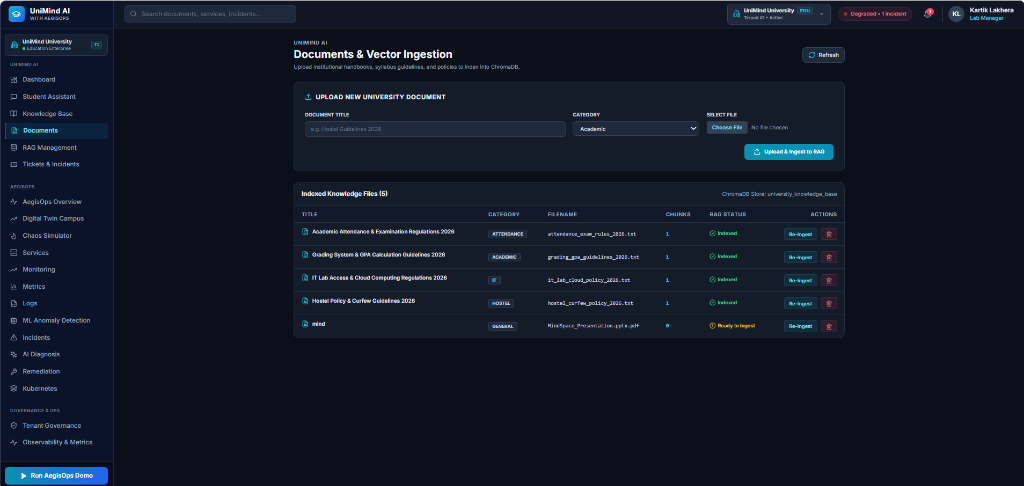 UniMind AI
WITH AEGISOPS
Search documents, services, incidents...
UniMind University EDU
Tenant #1 • Active
Degraded • 1 incident
1
KL
Kartik Lakhera
Lab Manager
UniMind University
Education Enterprise
T1
UNIMIND AI
Dashboard
Student Assistant
Knowledge Base
Documents
RAG Management
Tickets & Incidents
AEGISOPS
AegisOps Overview
Digital Twin Campus
Chaos Simulator
Services
Monitoring
Metrics
Logs
ML Anomaly Detection
Incidents
AI Diagnosis
Remediation
Kubernetes
GOVERNANCE & OPS
Tenant Governance
Observability & Metrics
Run AegisOps Demo
UNIMIND AI
Documents & Vector Ingestion
Upload institutional handbooks, syllabus guidelines, and policies to index into ChromaDB.
Refresh
UPLOAD NEW UNIVERSITY DOCUMENT
DOCUMENT TITLE
CATEGORY
SELECT FILE
e.g. Hostel Guidelines 2026
Academic
Choose File No file chosen
Upload & Ingest to RAG
Indexed Knowledge Files (5)
ChromaDB Store: university_knowledge_base
TITLE CATEGORY FILENAME CHUNKS RAG STATUS ACTIONS
Academic Attendance & Examination Regulations 2026 ATTENDANCE attendance_exam_rules_2026.txt 1 Indexed Re-Ingest
Grading System & GPA Calculation Guidelines 2026 ACADEMIC grading_gpa_guidelines_2026.txt 1 Indexed Re-Ingest
IT Lab Access & Cloud Computing Regulations 2026 IT it_lab_cloud_policy_2026.txt 1 Indexed Re-Ingest
Hostel Policy & Curfew Guidelines 2026 HOSTEL hostel_curfew_policy_2026.txt 1 Indexed Re-Ingest
mind GENERAL MindSpace_Presentation.pptx.pdf 0 Ready to Ingest Re-Ingest